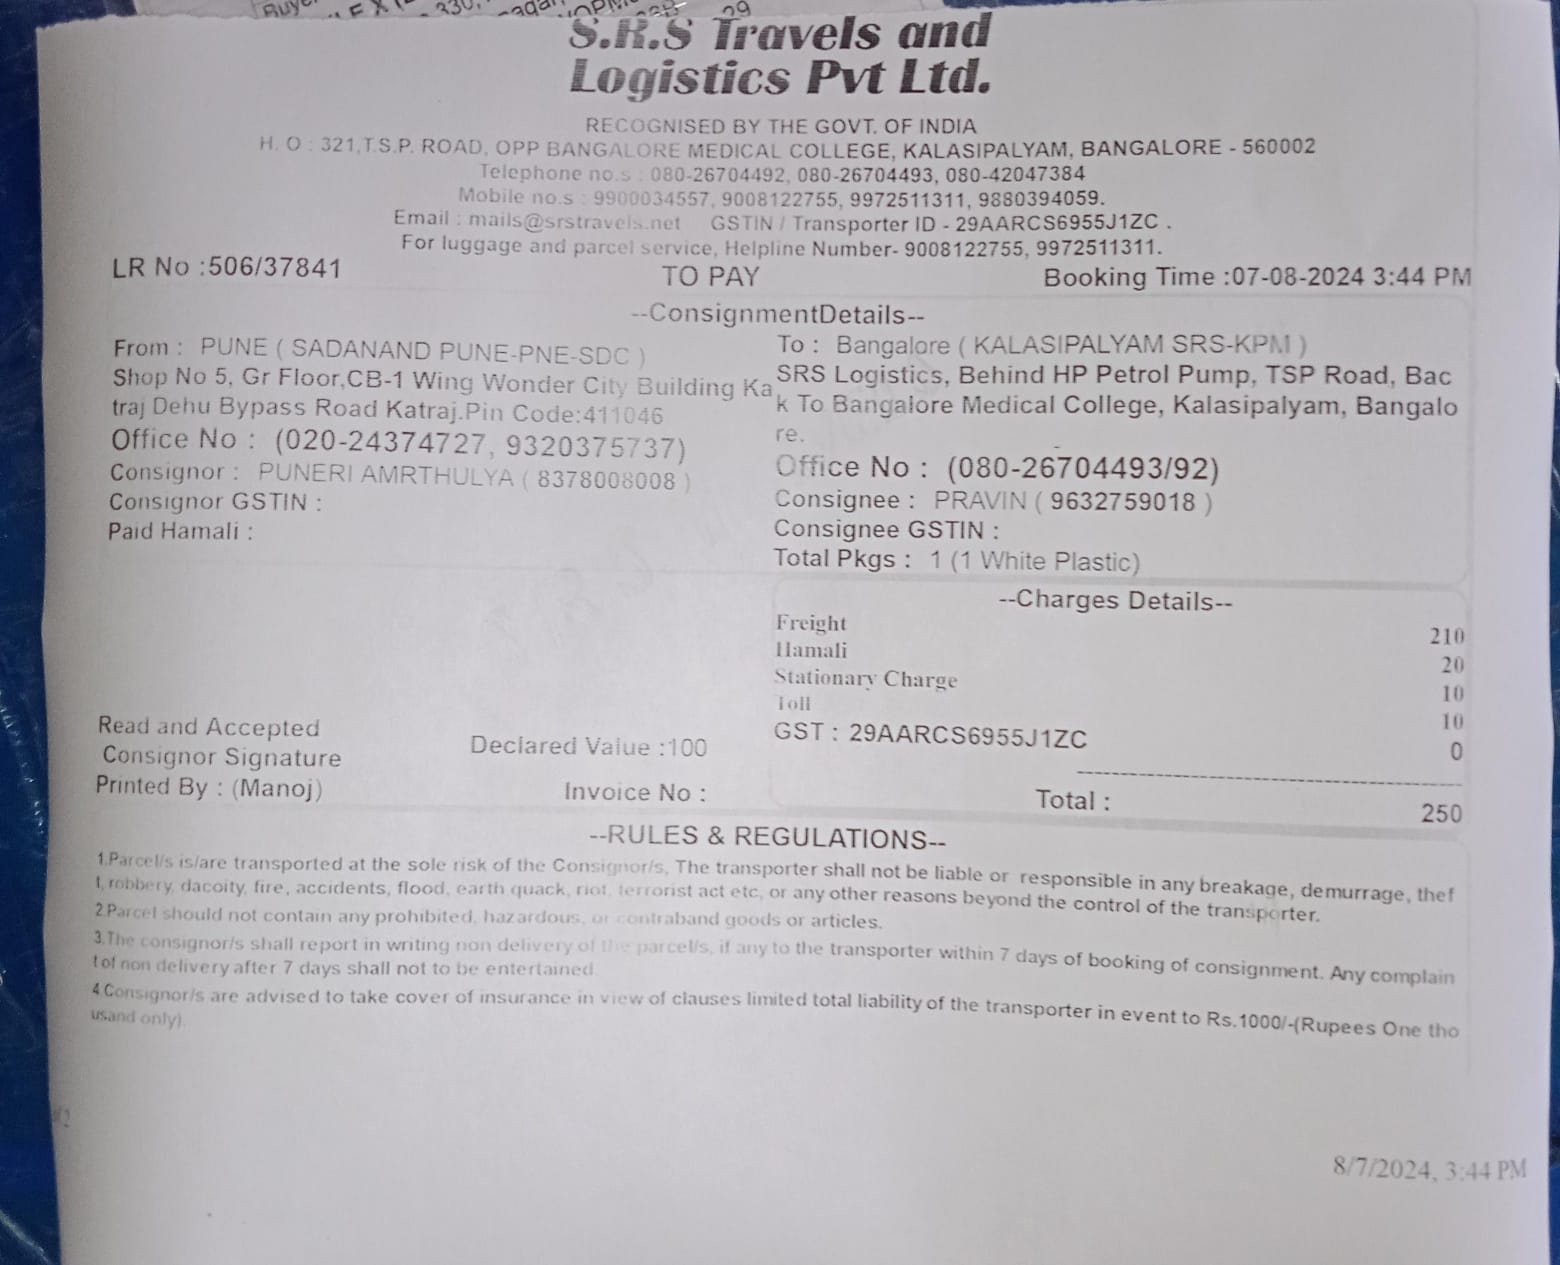 S.R.S Travels and
Logistics Pvt Ltd.
RECOGNISED BY THE GOVT. OF INDIA
H. O : 321,T.S.P. ROAD, OPP BANGALORE MEDICAL COLLEGE, KALASIPALYAM, BANGALORE - 560002
Telephone no.s : 080-26704492, 080-26704493, 080-42047384
Mobile no.s : 9900034557, 9008122755, 9972511311, 9880394059.
Email : mails@srstravels.net GSTIN / Transporter ID - 29AARCS6955J1ZC .
For luggage and parcel service, Helpline Number- 9008122755, 9972511311.
LR No :506/37841 TO PAY Booking Time :07-08-2024 3:44 PM
--ConsignmentDetails--
From : PUNE ( SADANAND PUNE-PNE-SDC )
Shop No 5, Gr Floor,CB-1 Wing Wonder City Building Ka
traj Dehu Bypass Road Katraj.Pin Code:411046
Office No : (020-24374727, 9320375737)
Consignor : PUNERI AMRTHULYA ( 8378008008 )
Consignor GSTIN :
Paid Hamali :
To : Bangalore ( KALASIPALYAM SRS-KPM )
SRS Logistics, Behind HP Petrol Pump, TSP Road, Bac
k To Bangalore Medical College, Kalasipalyam, Bangalo
re.
Office No : (080-26704493/92)
Consignee : PRAVIN ( 9632759018 )
Consignee GSTIN :
Total Pkgs : 1 (1 White Plastic)
--Charges Details--
Freight 210
Hamali 20
Stationary Charge 10
Toll 10
GST : 29AARCS6955J1ZC 0
Total : 250
Read and Accepted
Consignor Signature
Printed By : (Manoj)
Declared Value :100
Invoice No :
--RULES & REGULATIONS--
1.Parcel/s is/are transported at the sole risk of the Consignor/s, The transporter shall not be liable or responsible in any breakage, demurrage, thef
t, robbery, dacoity, fire, accidents, flood, earth quack, riot, terrorist act etc, or any other reasons beyond the control of the transporter.
2.Parcel should not contain any prohibited, hazardous, or contraband goods or articles.
3.The consignor/s shall report in writing non delivery of the parcel/s, if any to the transporter within 7 days of booking of consignment. Any complain
t of non delivery after 7 days shall not to be entertained.
4.Consignor/s are advised to take cover of insurance in view of clauses limited total liability of the transporter in event to Rs.1000/-(Rupees One tho
usand only).
8/7/2024, 3:44 PM